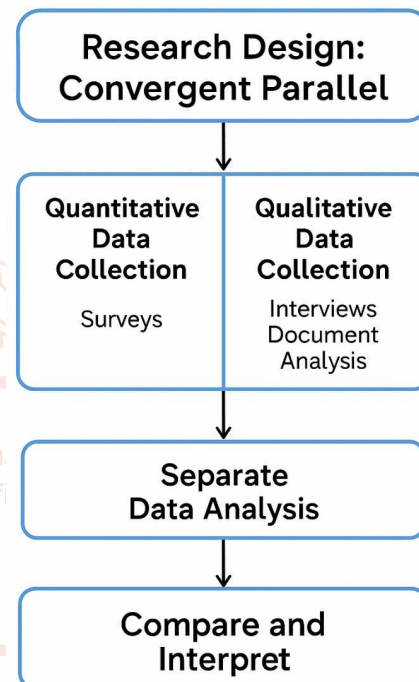 Research Design:
Convergent Parallel
Quantitative
Data
Collection
Surveys
Qualitative
Data
Collection
Interviews
Document
Analysis
Separate
Data Analysis
Compare and
Interpret